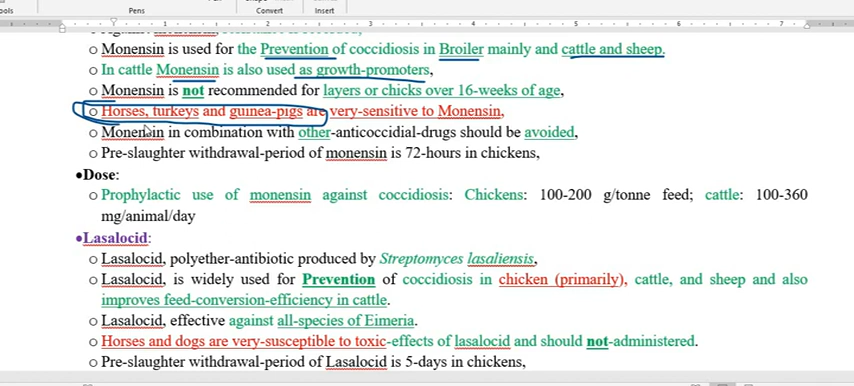 ools
Pens
Convert
Insert
2 3 4 5 6 7
o Monensin is used for the Prevention of coccidiosis in Broiler mainly and cattle and sheep.
o In cattle Monensin is also used as growth-promoters,
o Monensin is not recommended for layers or chicks over 16-weeks of age,
o Horses, turkeys and guinea-pigs are very-sensitive to Monensin,
o Monensin in combination with other-anticoccidial-drugs should be avoided,
o Pre-slaughter withdrawal-period of monensin is 72-hours in chickens,
•Dose:
o Prophylactic use of monensin against coccidiosis: Chickens: 100-200 g/tonne feed; cattle: 100-360
mg/animal/day
•Lasalocid:
o Lasalocid, polyether-antibiotic produced by Streptomyces lasaliensis,
o Lasalocid, is widely used for Prevention of coccidiosis in chicken (primarily), cattle, and sheep and also
improves feed-conversion-efficiency in cattle.
o Lasalocid, effective against all-species of Eimeria.
o Horses and dogs are very-susceptible to toxic-effects of lasalocid and should not-administered.
o Pre-slaughter withdrawal-period of Lasalocid is 5-days in chickens,